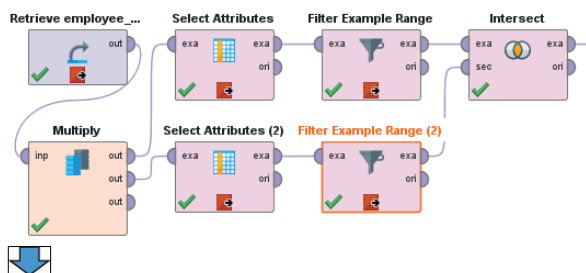 Retrieve employee_...
Select Attributes
Filter Example Range
Intersect
out
exa
exa
ori
exa
exa
ori
exa
exa
sec
ori
Multiply
Select Attributes (2)
Filter Example Range (2)
inp
out
out
out
exa
exa
ori
exa
exa
ori